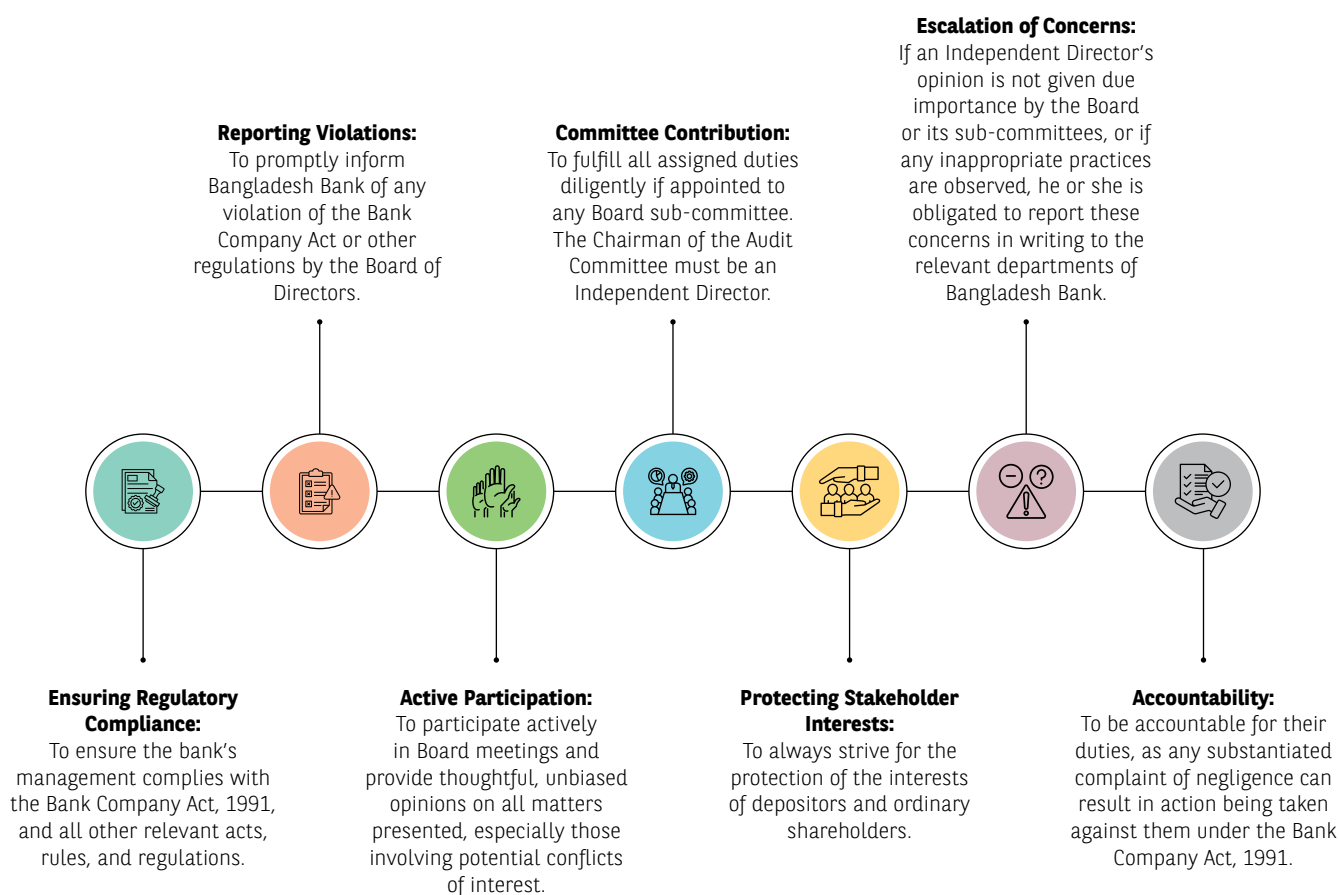 Ensuring Regulatory
Compliance:
To ensure the bank's
management complies with
the Bank Company Act, 1991,
and all other relevant acts,
rules, and regulations.
Reporting Violations:
To promptly inform
Bangladesh Bank of any
violation of the Bank
Company Act or other
regulations by the Board of
Directors.
Active Participation:
To participate actively
in Board meetings and
provide thoughtful, unbiased
opinions on all matters
presented, especially those
involving potential conflicts
of interest.
Committee Contribution:
To fulfill all assigned duties
diligently if appointed to
any Board sub-committee.
The Chairman of the Audit
Committee must be an
Independent Director.
Protecting Stakeholder
Interests:
To always strive for the
protection of the interests
of depositors and ordinary
shareholders.
Escalation of Concerns:
If an Independent Director's
opinion is not given due
importance by the Board
or its sub-committees, or if
any inappropriate practices
are observed, he or she is
obligated to report these
concerns in writing to the
relevant departments of
Bangladesh Bank.
Accountability:
To be accountable for their
duties, as any substantiated
complaint of negligence can
result in action being taken
against them under the Bank
Company Act, 1991.